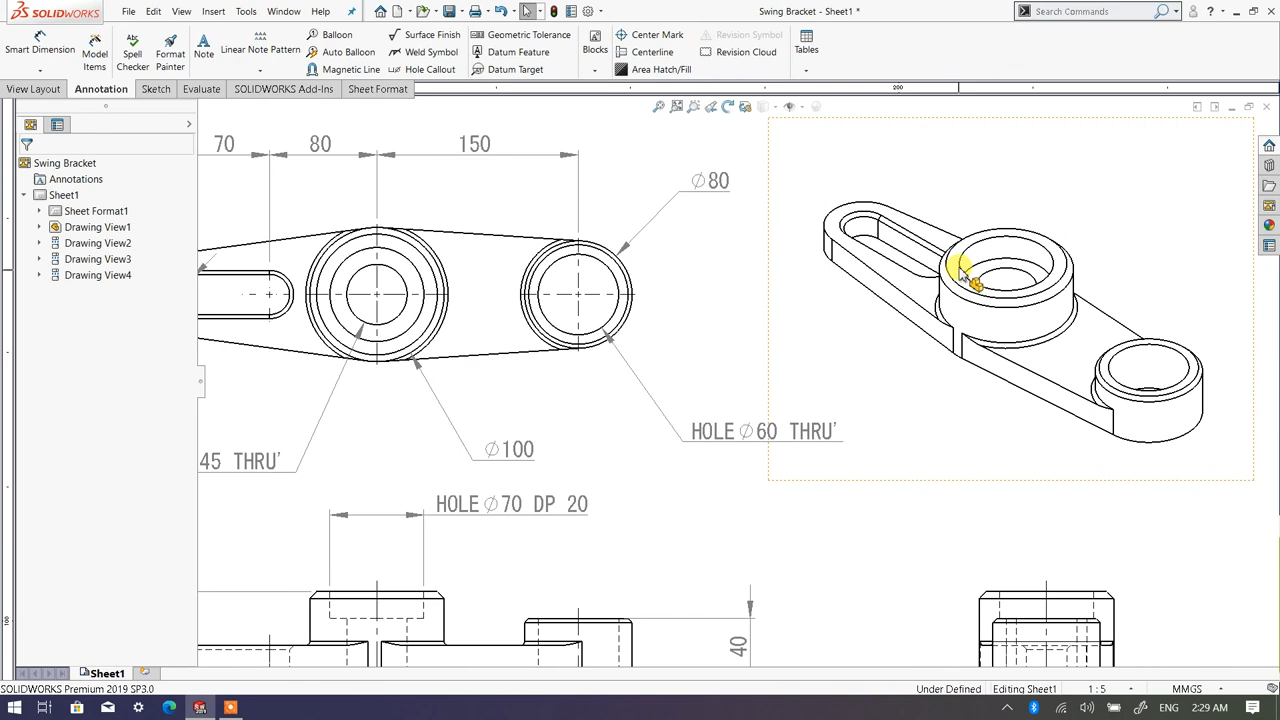 SOLIDWORKS
File
Edit
View
Insert
Tools
Window
Help
Swing Bracket - Sheet1 *
Search Commands
Smart Dimension
Model Items
Spell Checker
Format Painter
Note
Linear Note Pattern
Balloon
Auto Balloon
Magnetic Line
Surface Finish
Weld Symbol
Hole Callout
Geometric Tolerance
Datum Feature
Datum Target
Blocks
Center Mark
Centerline
Area Hatch/Fill
Revision Symbol
Revision Cloud
Tables
View Layout
Annotation
Sketch
Evaluate
SOLIDWORKS Add-Ins
Sheet Format
200
Swing Bracket
Annotations
Sheet1
Sheet Format1
Drawing View1
Drawing View2
Drawing View3
Drawing View4
70
80
150
∅80
HOLE∅60 THRU'
∅100
45 THRU'
HOLE∅70 DP 20
40
100
Sheet1
SOLIDWORKS Premium 2019 SP3.0
Under Defined
Editing Sheet1
1 : 5
MMGS
ENG
2:29 AM